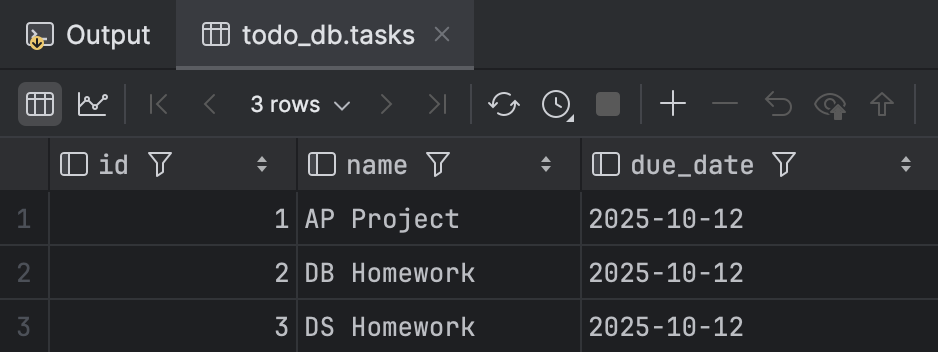 Output todo_db.tasks
3 rows
id name due_date
1 1 AP Project 2025-10-12
2 2 DB Homework 2025-10-12
3 3 DS Homework 2025-10-12